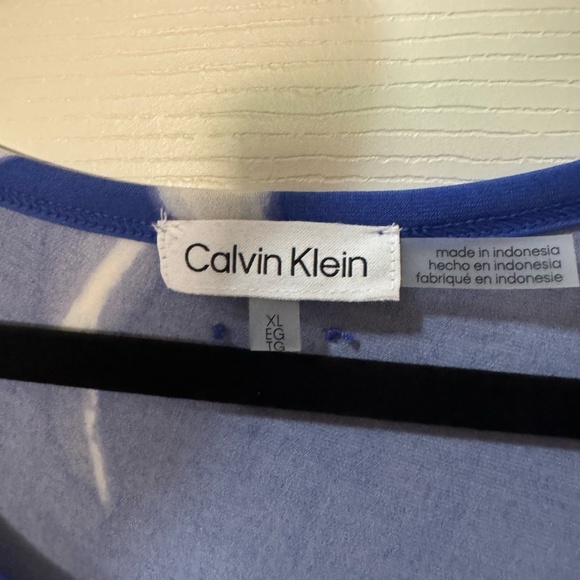 Calvin Klein
made in indonesia
hecho en indonesia
fabriqué en indonesie
XL
EG
TG